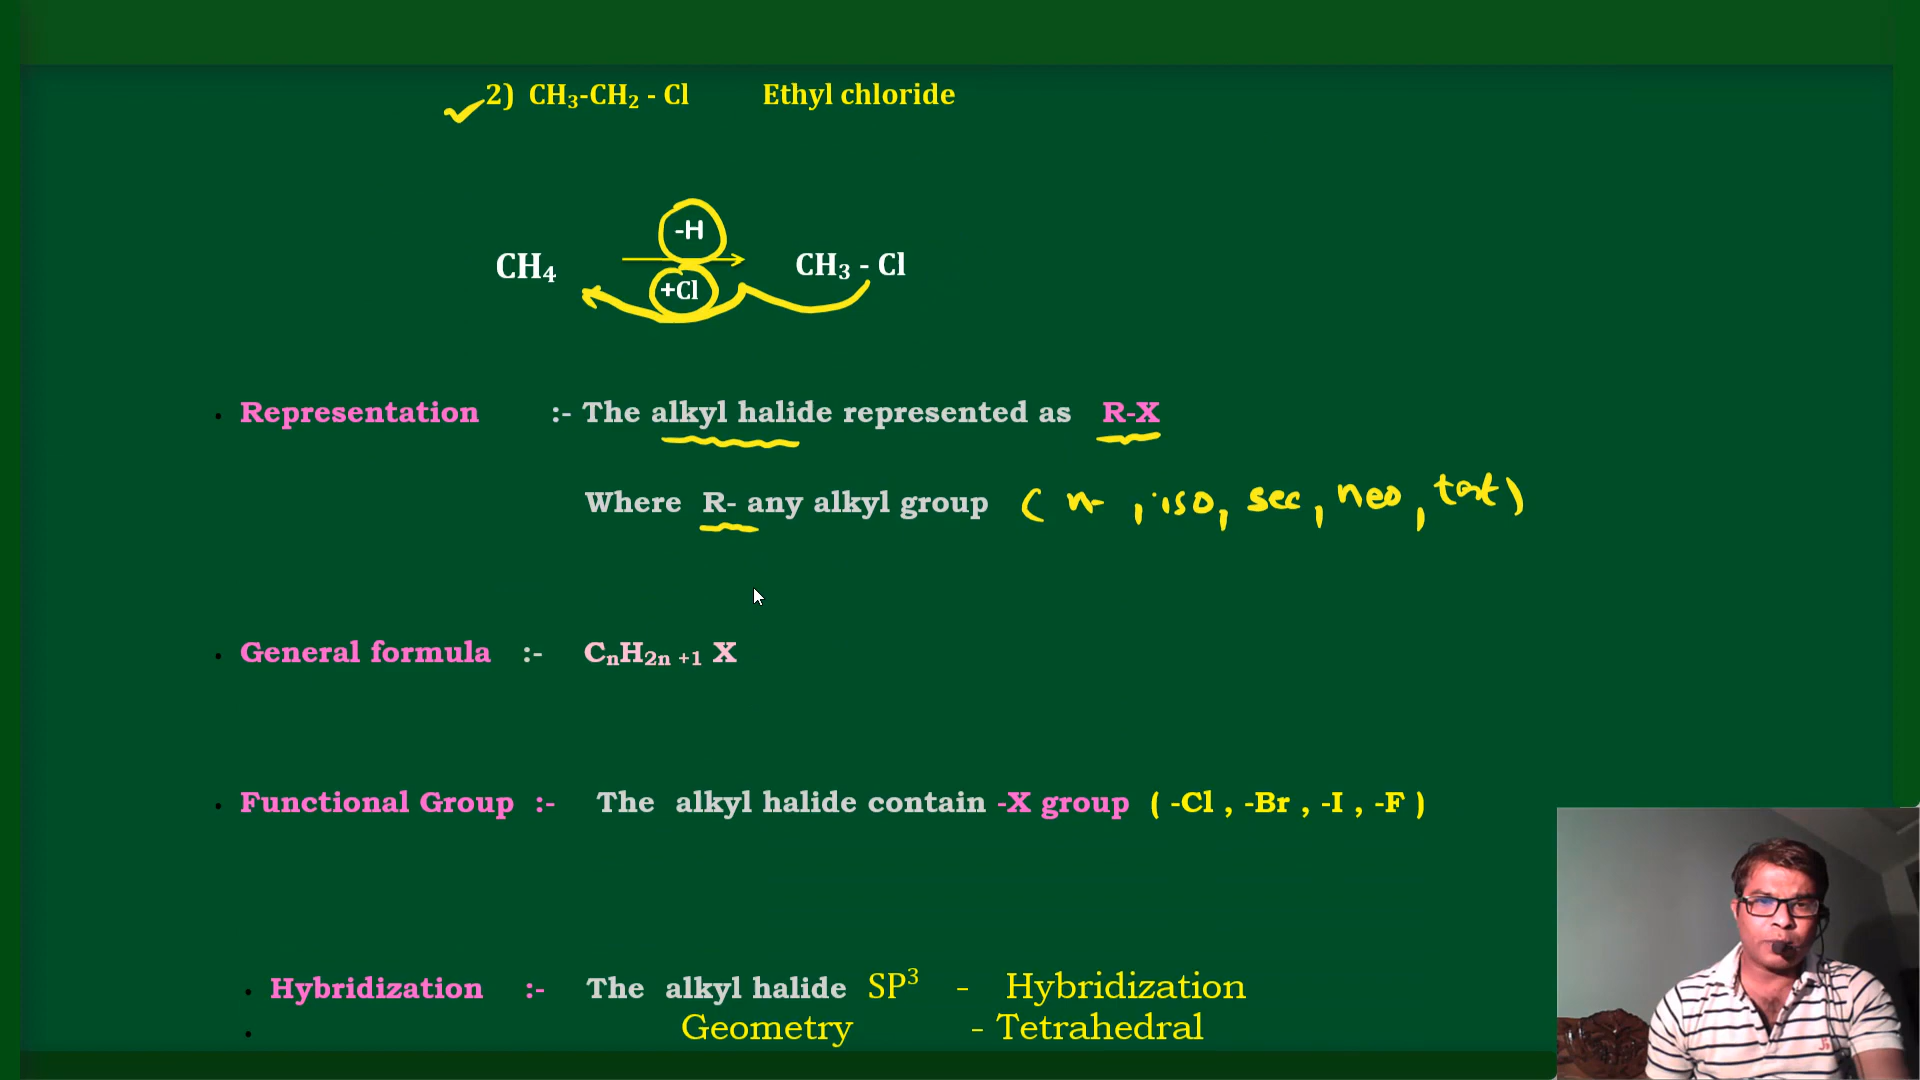 2) CH₃-CH₂ - Cl Ethyl chloride
-H
CH₄ CH₃ - Cl
+Cl
Representation :- The alkyl halide represented as R-X
Where R- any alkyl group ( n- , iso, sec, neo, tert )
General formula :- CₙH₂ₙ ₊₁ X
Functional Group :- The alkyl halide contain -X group ( -Cl , -Br , -I , -F )
Hybridization :- The alkyl halide SP³ - Hybridization
Geometry - Tetrahedral